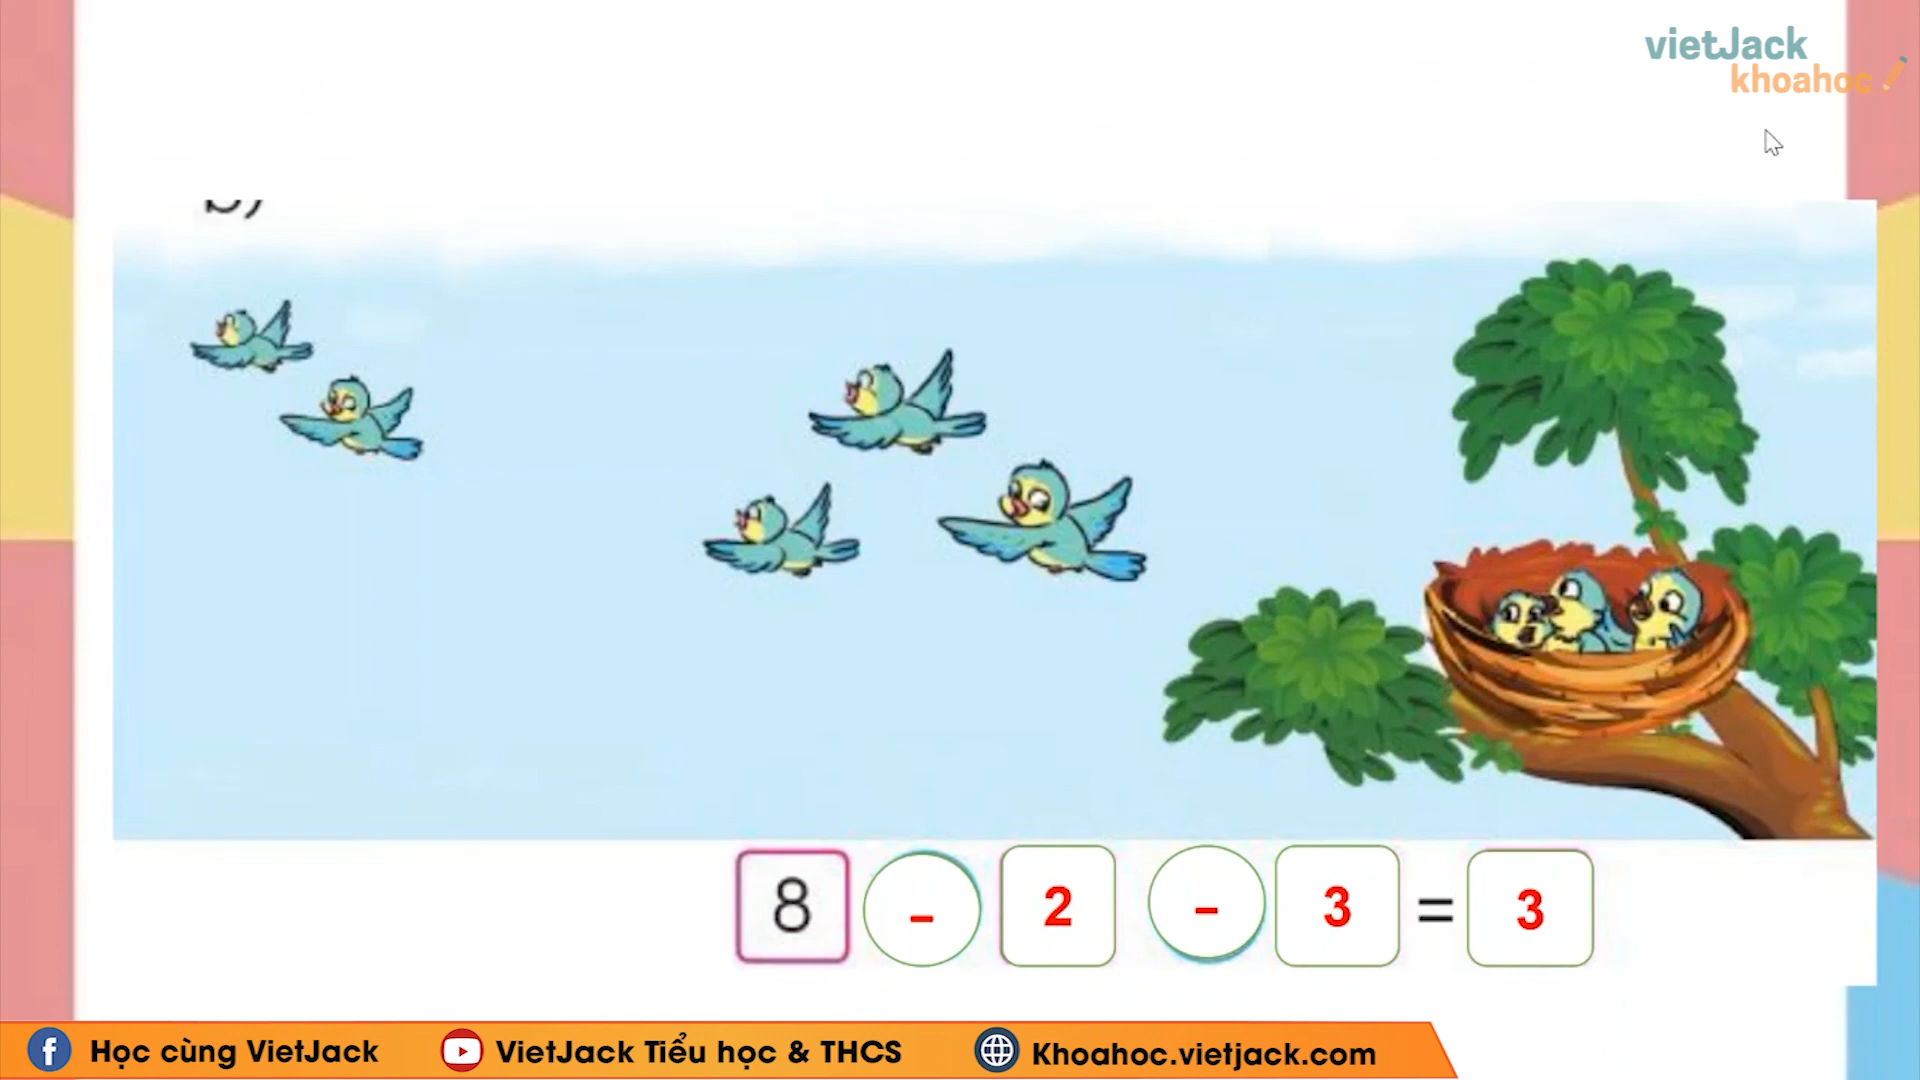 vietJack
khoahoc
b)
8 - 2 - 3 = 3
Học cùng VietJack
VietJack Tiểu học & THCS
Khoahoc.vietjack.com